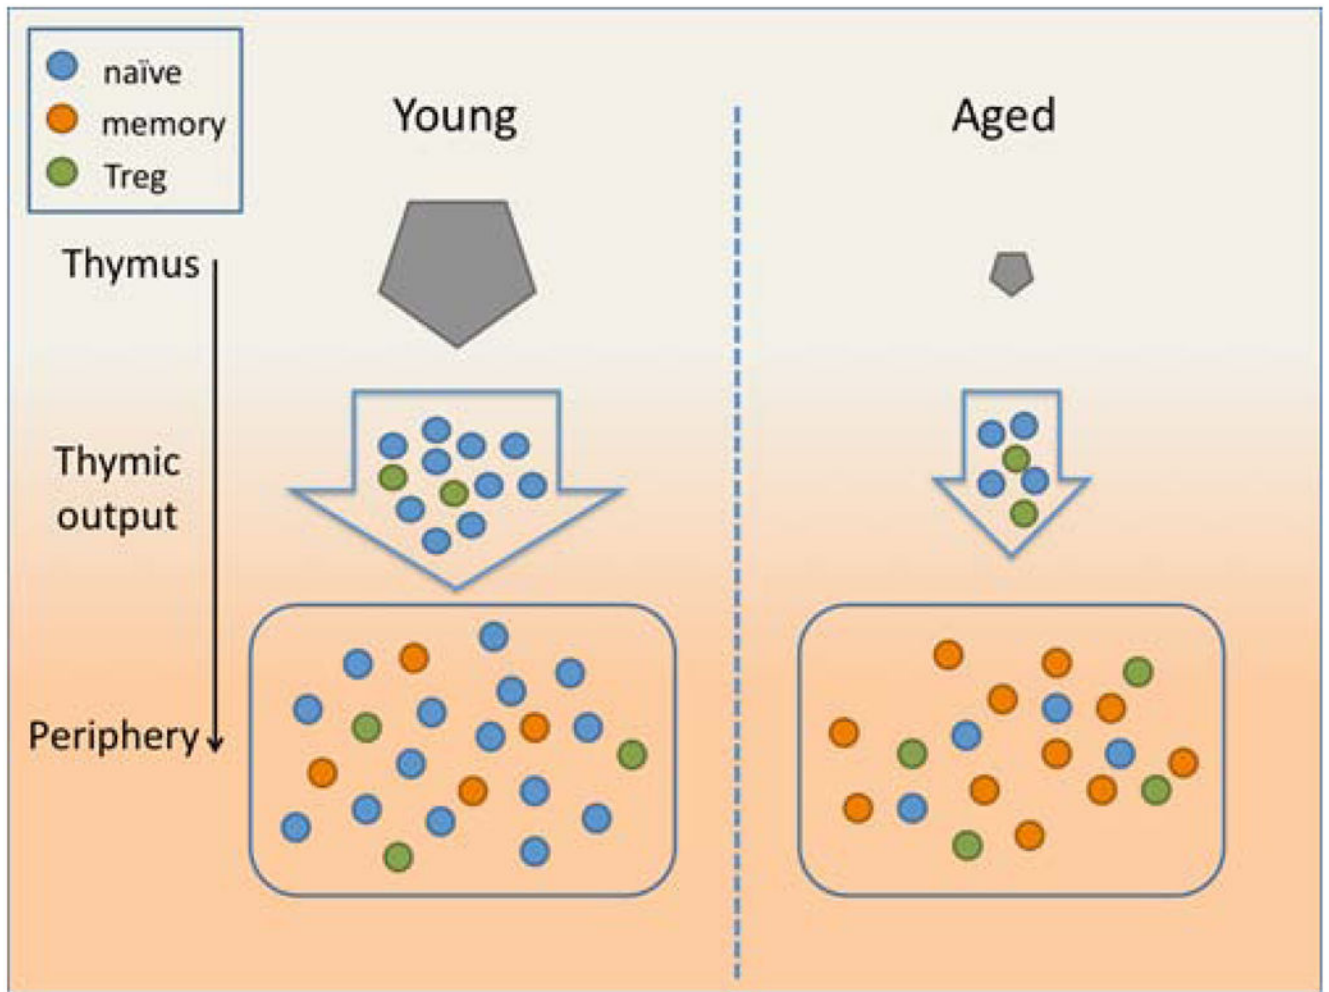 naïve
memory
Treg
Young
Aged
Thymus
Thymic
output
Periphery